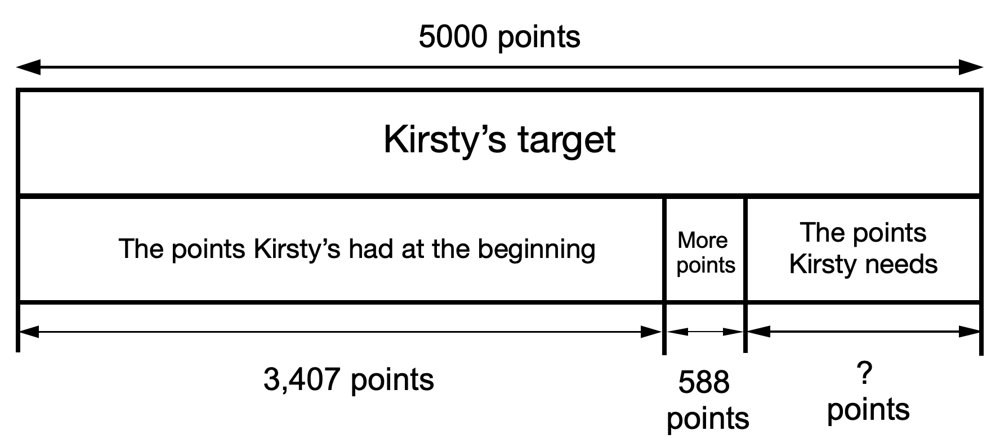 5000 points
Kirsty’s target
The points Kirsty’s had at the beginning
More
points
The points
Kirsty needs
3,407 points
588
points
?
points